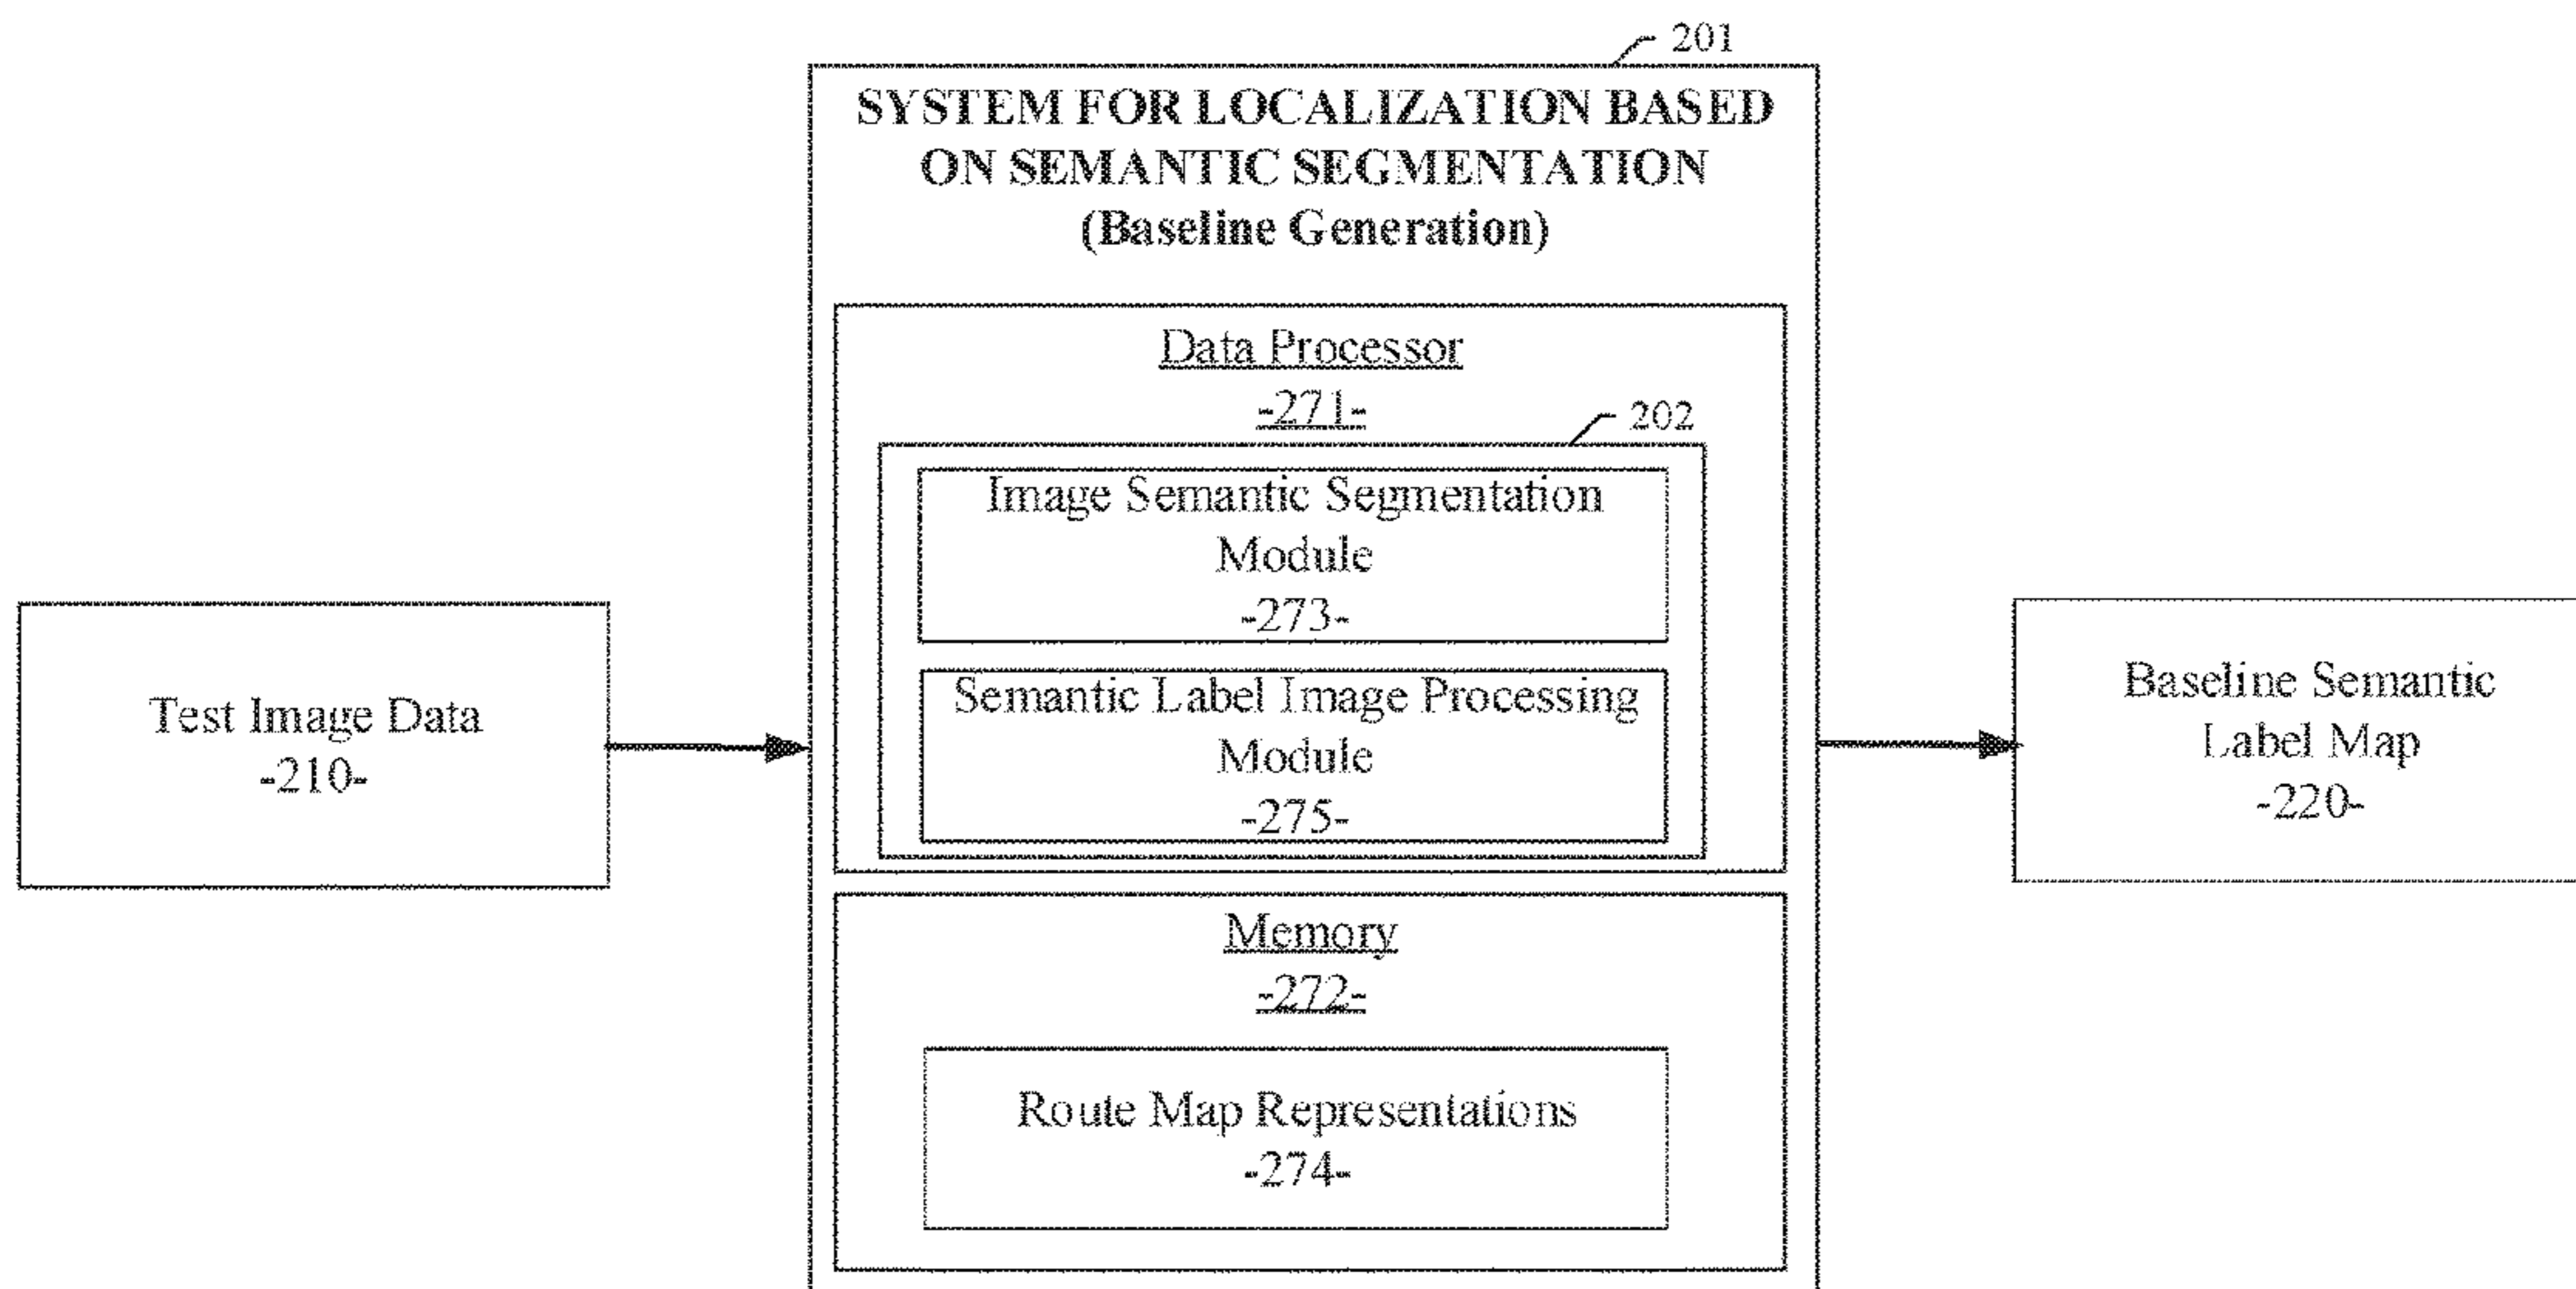 201
SYSTEM FOR LOCALIZATION BASED
ON SEMANTIC SEGMENTATION
(Baseline Generation)
Data Processor
-271-
202
Image Semantic Segmentation
Module
-273-
Semantic Label Image Processing
Module
-275-
Test Image Data
-210-
Baseline Semantic
Label Map
-220-
Memory
-272-
Route Map Representations
-274-